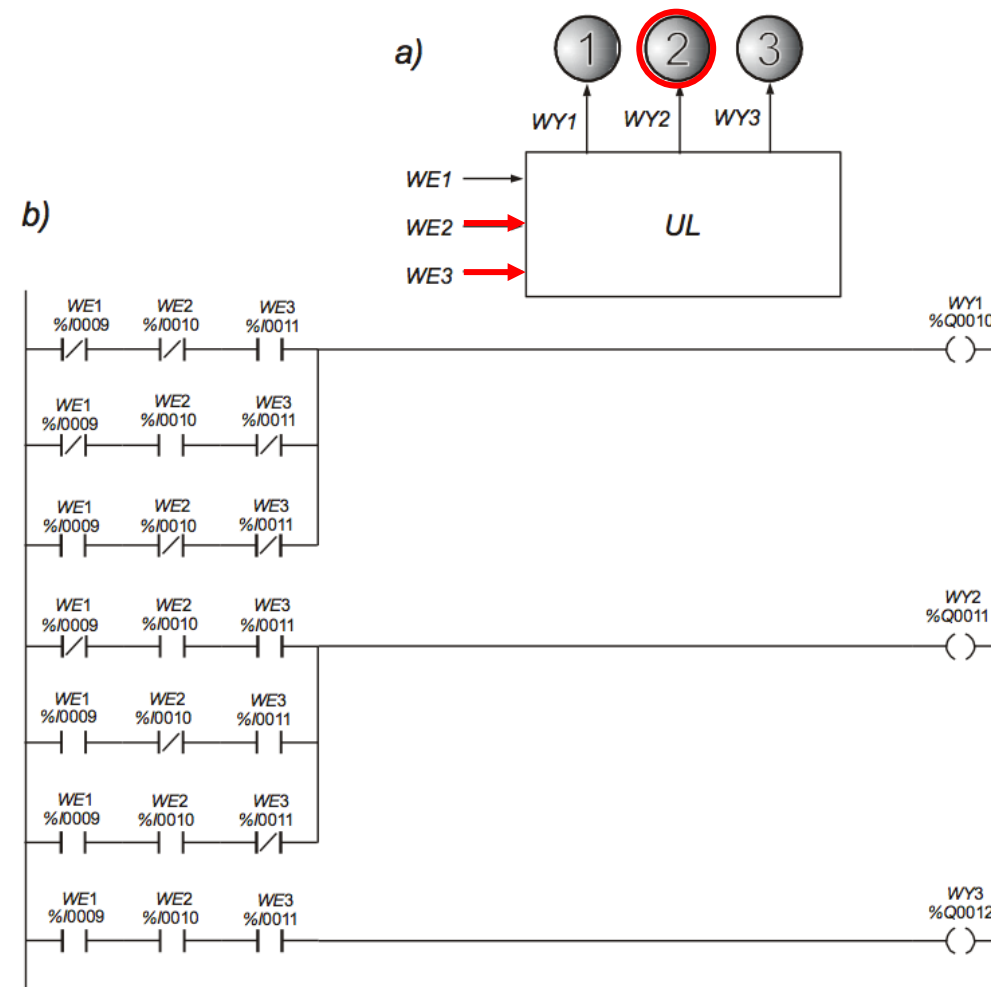 a)
1 2 3
WY1 WY2 WY3
WE1
WE2
WE3
UL
b)
WE1 WE2 WE3 WY1
%I0009 %I0010 %I0011 %Q0010
WE1 WE2 WE3
%I0009 %I0010 %I0011
WE1 WE2 WE3
%I0009 %I0010 %I0011
WE1 WE2 WE3 WY2
%I0009 %I0010 %I0011 %Q0011
WE1 WE2 WE3
%I0009 %I0010 %I0011
WE1 WE2 WE3
%I0009 %I0010 %I0011
WE1 WE2 WE3 WY3
%I0009 %I0010 %I0011 %Q0012